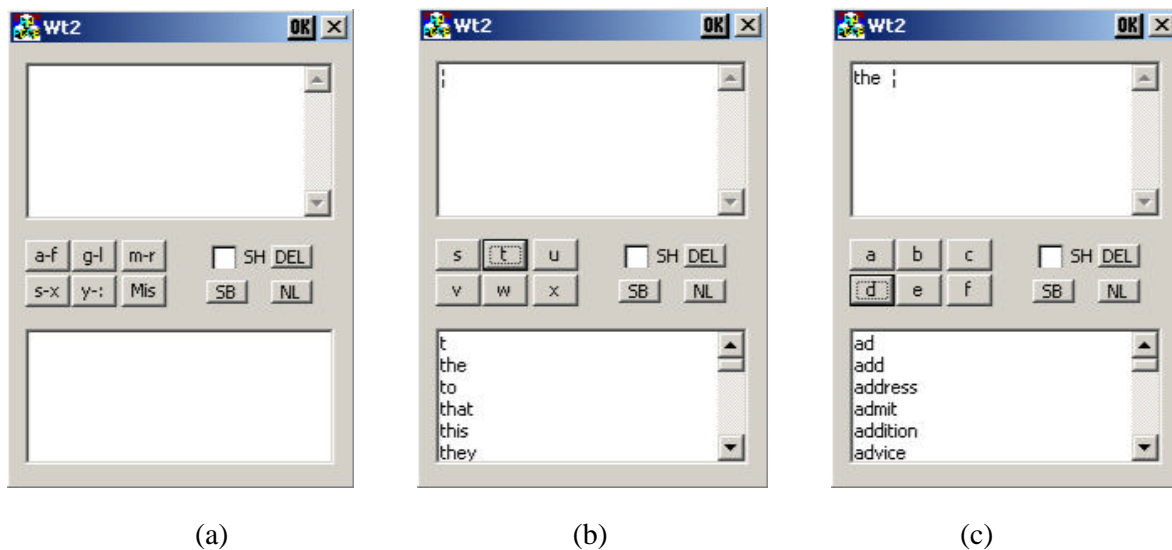 Wt2 OK
a-f g-l m-r SH DEL
s-x y-: Mis SB NL
(a)
Wt2 OK
¦
s t u SH DEL
v w x SB NL
t
the
to
that
this
they
(b)
Wt2 OK
the ¦
a b c SH DEL
d e f SB NL
ad
add
address
admit
addition
advice
(c)